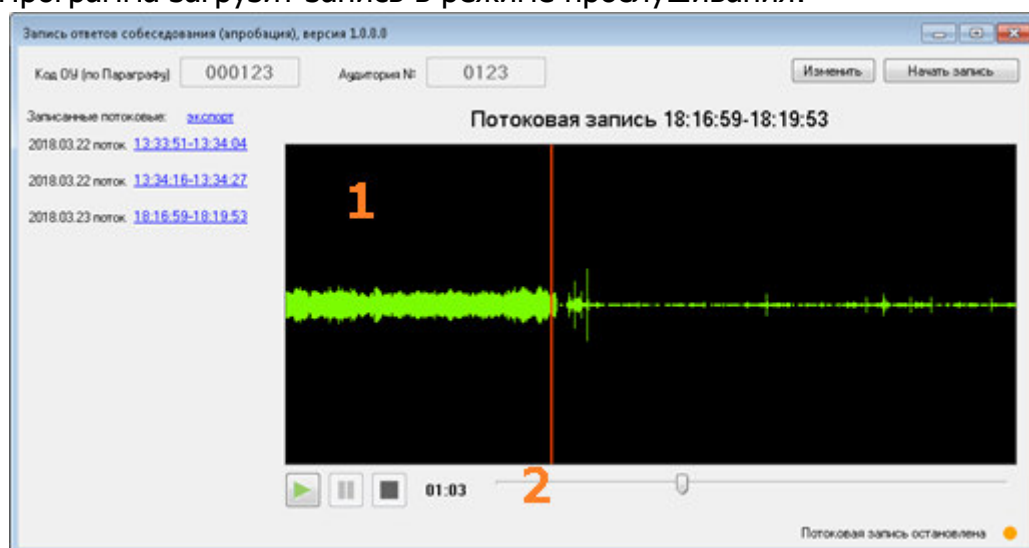 Программа загрузит запись в режиме прослушивания.
Запись ответов собеседования (апробация), версия 1.0.0.0
Код ОУ (по Параграфу) 000123 Аудитория № 0123 Изменить Начать запись
Записанные потоковые: экспорт
Потоковая запись 18:16:59-18:19:53
2018.03.22 поток 13:33:51-13:34:04
2018.03.22 поток 13:34:16-13:34:27
2018.03.23 поток 18:16:59-18:19:53
1
01:03
2
Потоковая запись остановлена